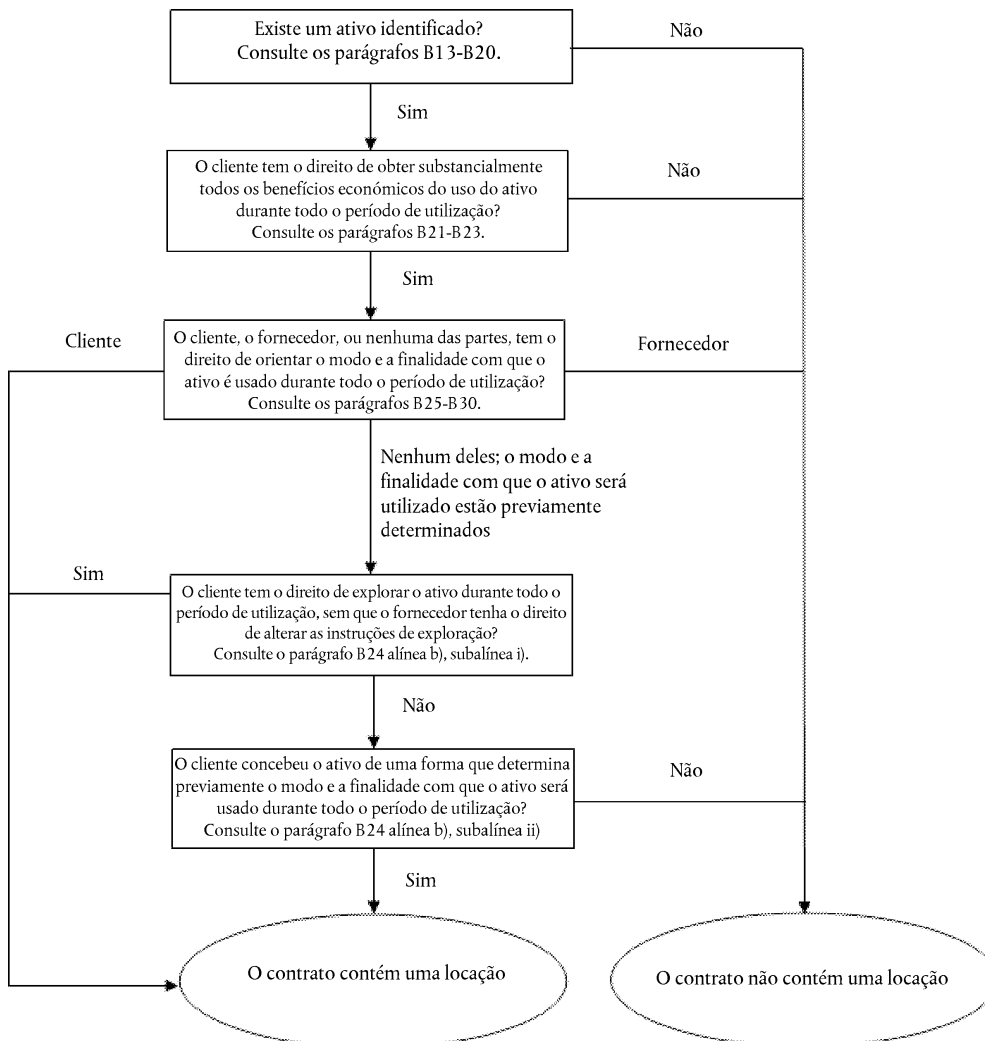 Existe um ativo identificado?
Consulte os parágrafos B13-B20.
Não
Sim
O cliente tem o direito de obter substancialmente
todos os benefícios económicos do uso do ativo
durante todo o período de utilização?
Consulte os parágrafos B21-B23.
Não
Sim
Cliente
O cliente, o fornecedor, ou nenhuma das partes, tem o
direito de orientar o modo e a finalidade com que o
ativo é usado durante todo o período de utilização?
Consulte os parágrafos B25-B30.
Fornecedor
Nenhum deles; o modo e a
finalidade com que o ativo será
utilizado estão previamente
determinados
Sim
O cliente tem o direito de explorar o ativo durante todo o
período de utilização, sem que o fornecedor tenha o direito
de alterar as instruções de exploração?
Consulte o parágrafo B24 alínea b), subalínea i).
Não
O cliente concebeu o ativo de uma forma que determina
previamente o modo e a finalidade com que o ativo será
usado durante todo o período de utilização?
Consulte o parágrafo B24 alínea b), subalínea ii)
Não
Sim
O contrato contém uma locação
O contrato não contém uma locação